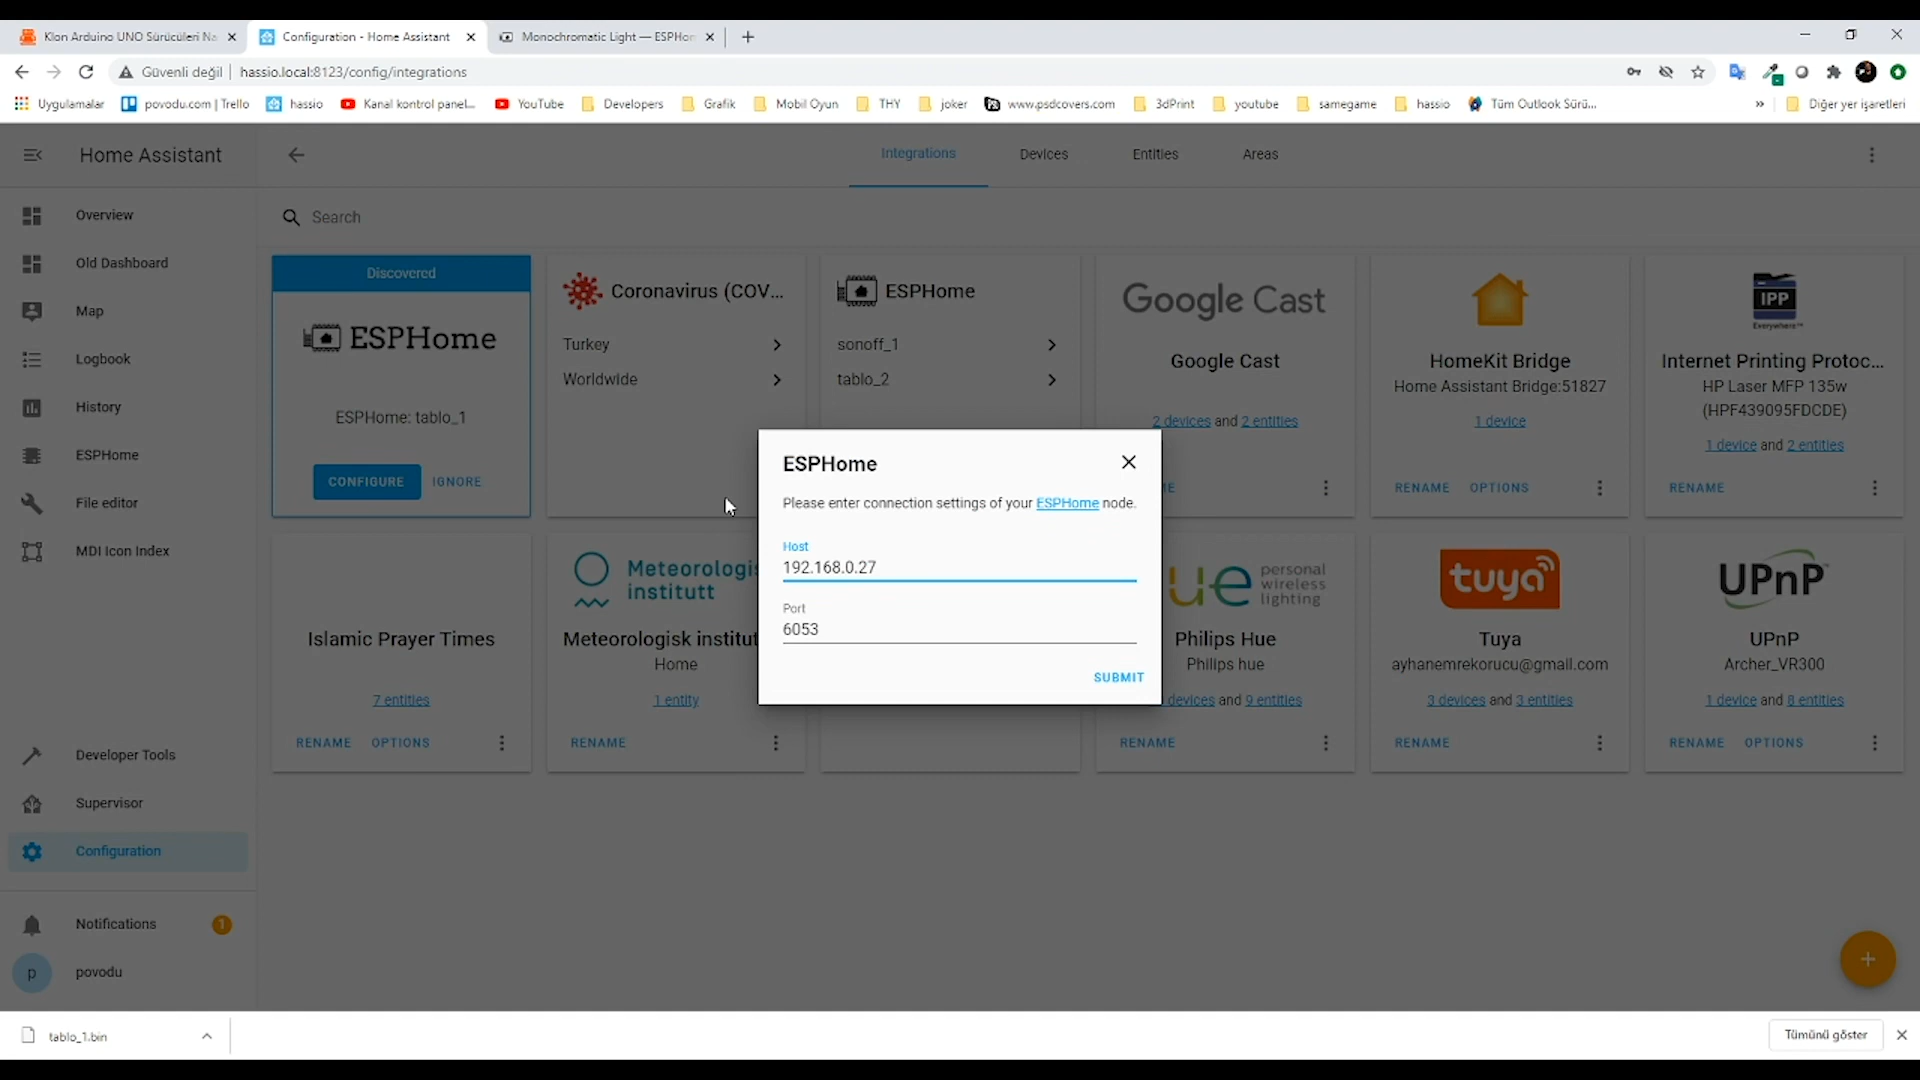 Klon Arduino UNO Sürücüleri Na
Configuration - Home Assistant
Monochromatic Light — ESPHom
Güvenli değil
hassio.local:8123/config/integrations
Uygulamalar
povodu.com | Trello
hassio
Kanal kontrol panel...
YouTube
Developers
Grafik
Mobil Oyun
THY
joker
www.psdcovers.com
3dPrint
youtube
samegame
hassio
Tüm Outlook Sürü...
»
Diğer yer işaretleri
Home Assistant
Integrations
Devices
Entities
Areas
Overview
Old Dashboard
Map
Logbook
History
ESPHome
File editor
MDI Icon Index
Developer Tools
Supervisor
Configuration
Notifications
1
p
povodu
Search
Discovered
ESPHome
ESPHome: tablo_1
CONFIGURE
IGNORE
Coronavirus (COV...
Turkey
Worldwide
ESPHome
sonoff_1
tablo_2
Google Cast
Google Cast
2 devices and 2 entities
HomeKit Bridge
Home Assistant Bridge:51827
1 device
RENAME
OPTIONS
IPP
Everywhere™
Internet Printing Protoc...
HP Laser MFP 135w
(HPF439095FDCDE)
1 device and 2 entities
RENAME
ESPHome
Please enter connection settings of your ESPHome node.
Host
192.168.0.27
Port
6053
SUBMIT
Islamic Prayer Times
7 entities
RENAME
OPTIONS
Meteorologis
institutt
Meteorologisk institut
Home
1 entity
RENAME
ue personal
wireless
lighting
Philips Hue
Philips hue
devices and 9 entities
RENAME
tuya
Tuya
ayhanemrekorucu@gmail.com
3 devices and 3 entities
RENAME
UPnP™
UPnP
Archer_VR300
1 device and 8 entities
RENAME
OPTIONS
tablo_1.bin
Tümünü göster